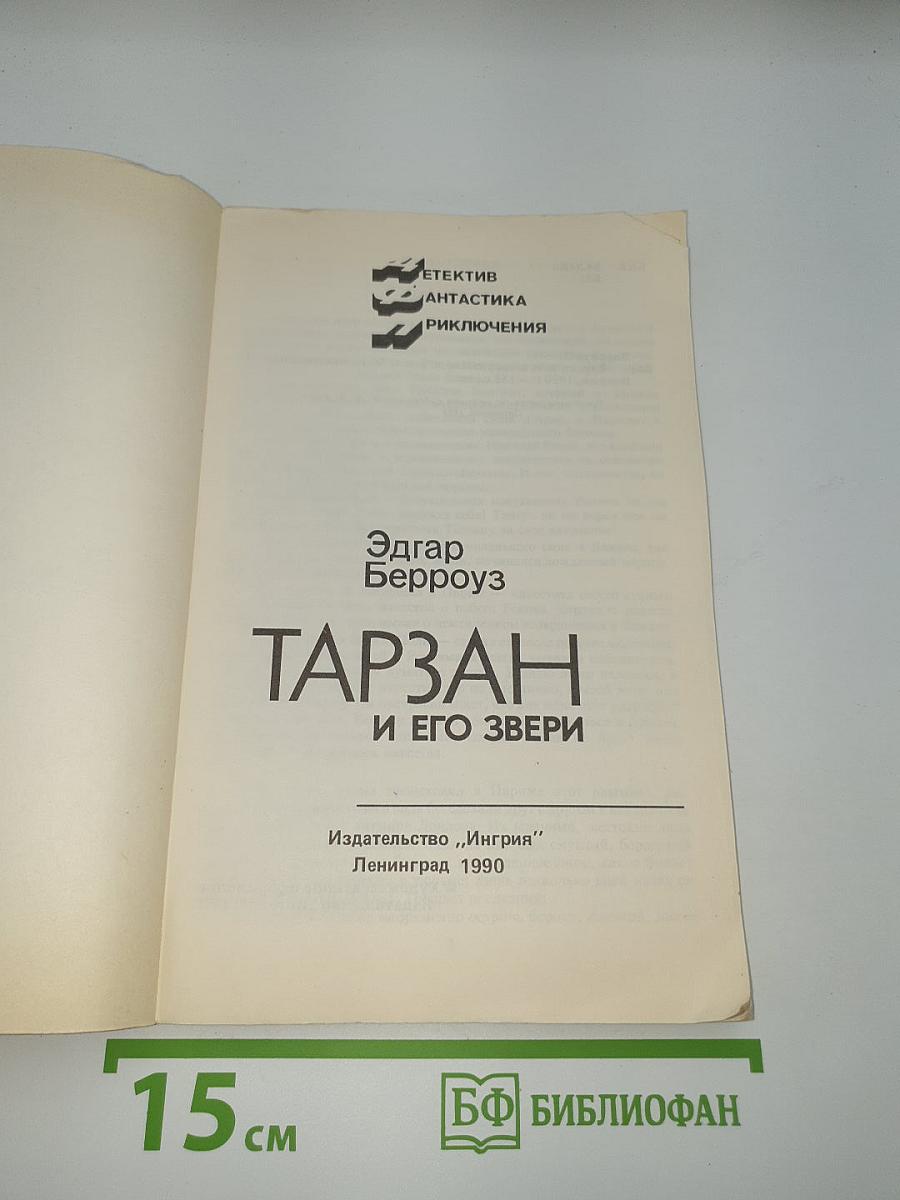 ДЕТЕКТИВ
ФАНТАСТИКА
ПРИКЛЮЧЕНИЯ
Эдгар
Берроуз
ТАРЗАН
И ЕГО ЗВЕРИ
Издательство „Ингрия"
Ленинград 1990
15 см
БФ БИБЛИОФАН